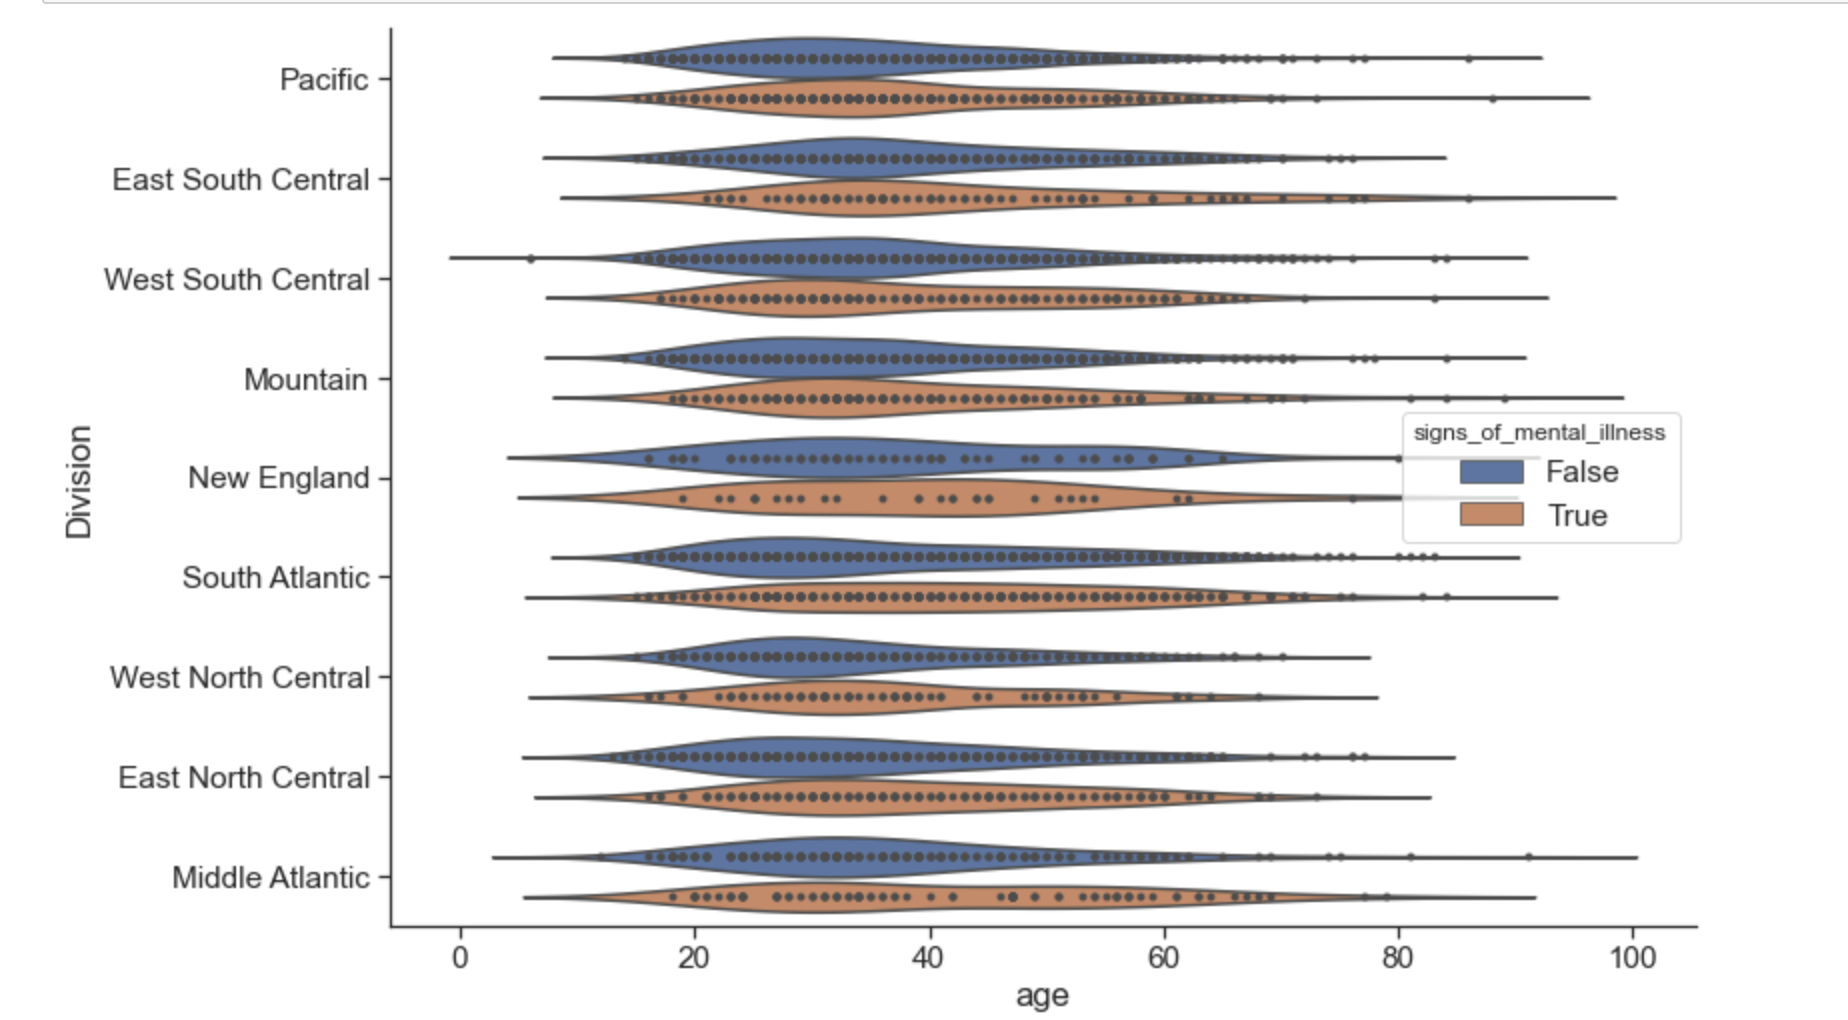 Pacific
East South Central
West South Central
Mountain
New England
South Atlantic
West North Central
East North Central
Middle Atlantic
Division
signs_of_mental_illness
False
True
0 20 40 60 80 100
age